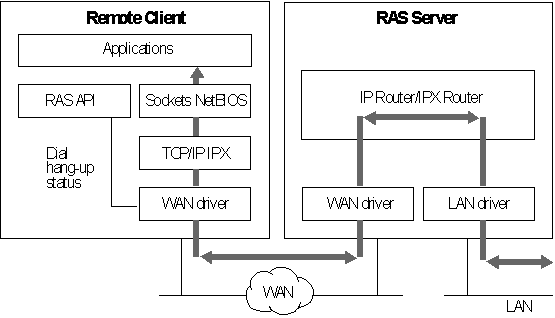 Remote Client
Applications
RAS API
Sockets NetBIOS
Dial
hang-up
status
TCP/IP IPX
WAN driver
RAS Server
IP Router/IPX Router
WAN driver
LAN driver
WAN
LAN